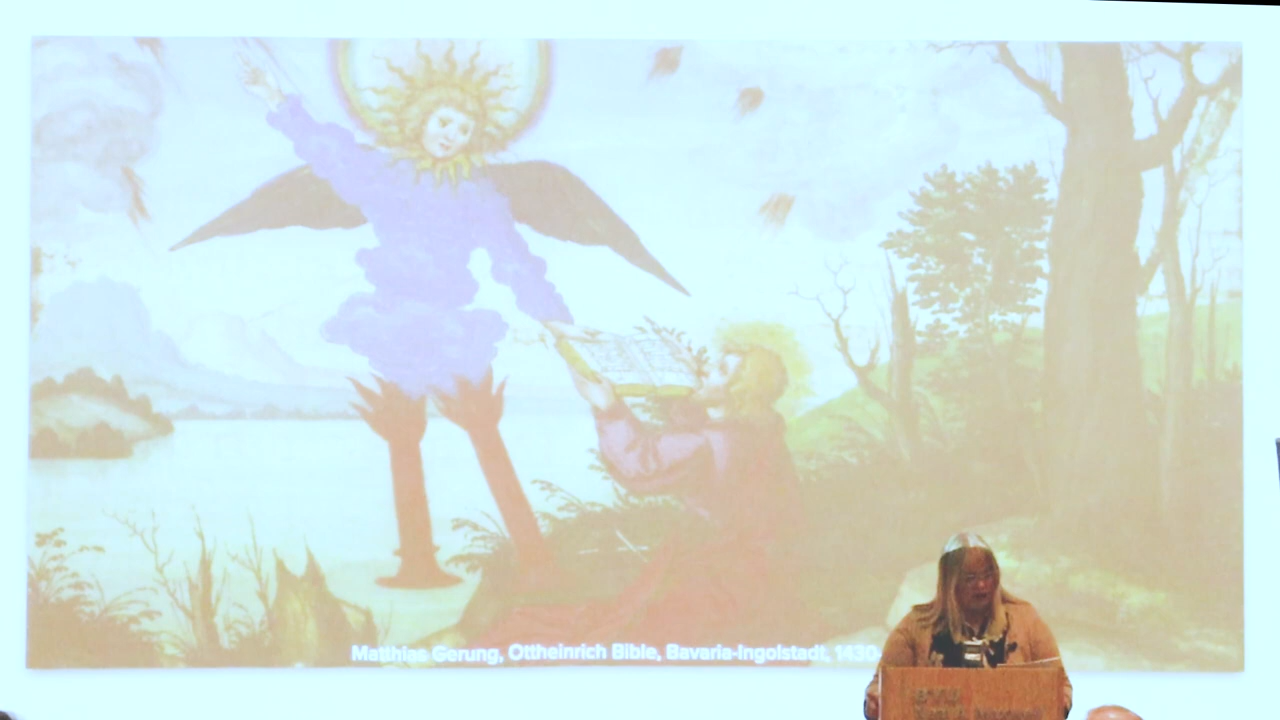 Matthias Gerung, Ottheinrich Bible, Bavaria-Ingolstadt, 1430-